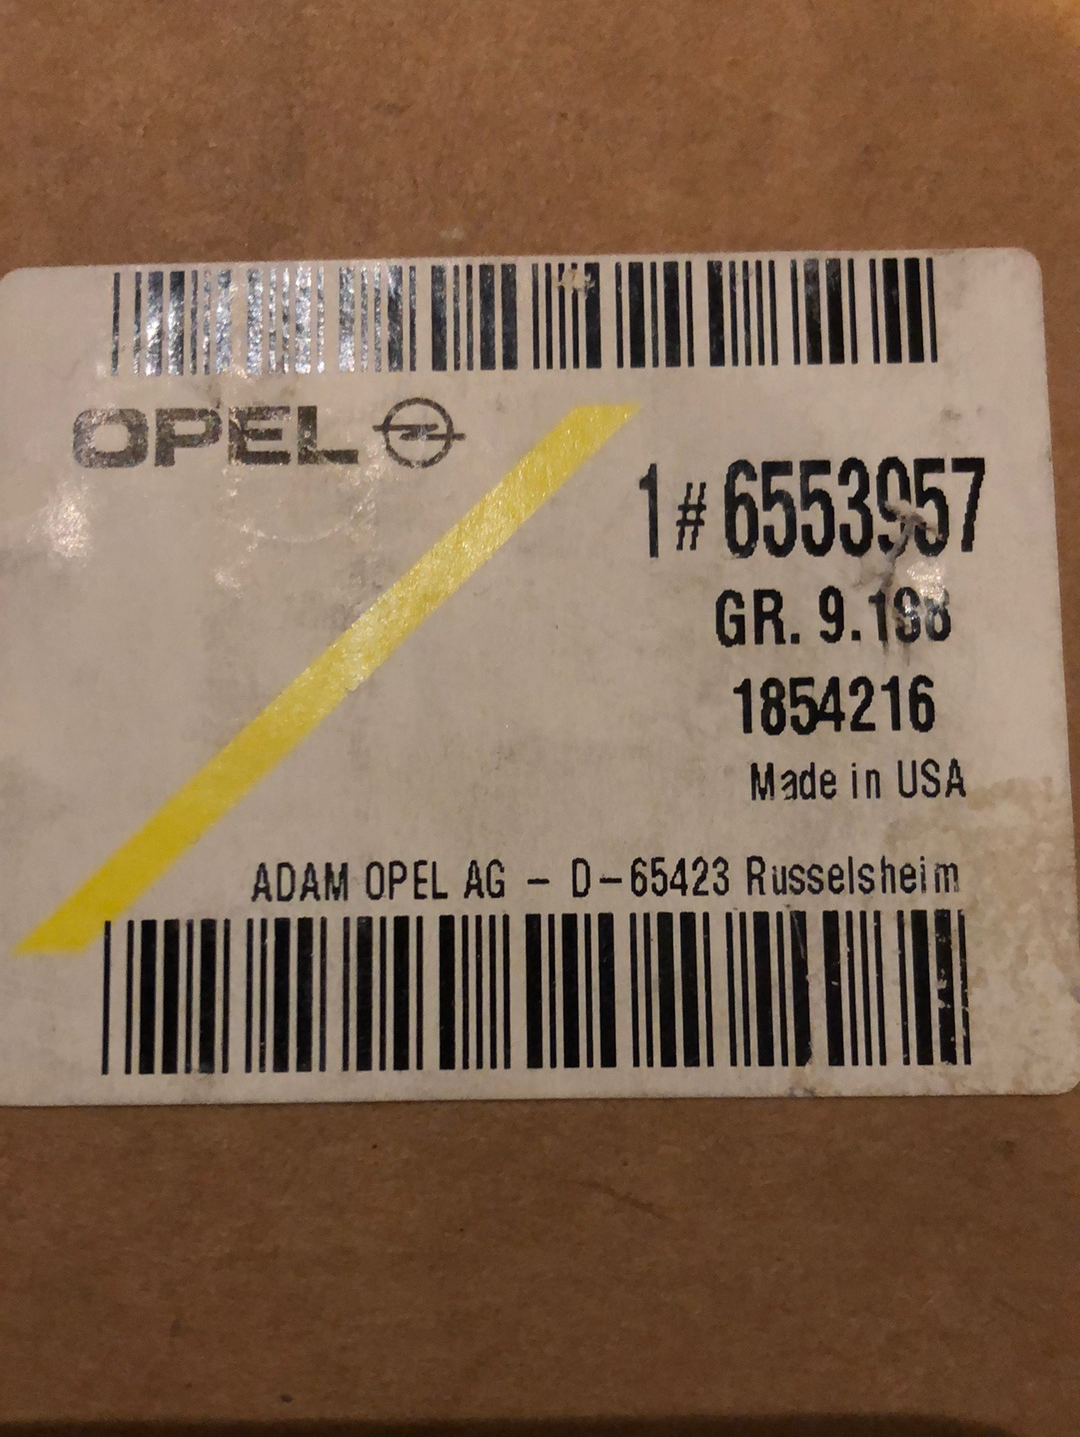 OPEL
1 # 6553957
GR. 9.198
1854216
Made in USA
ADAM OPEL AG - D-65423 Russelsheim